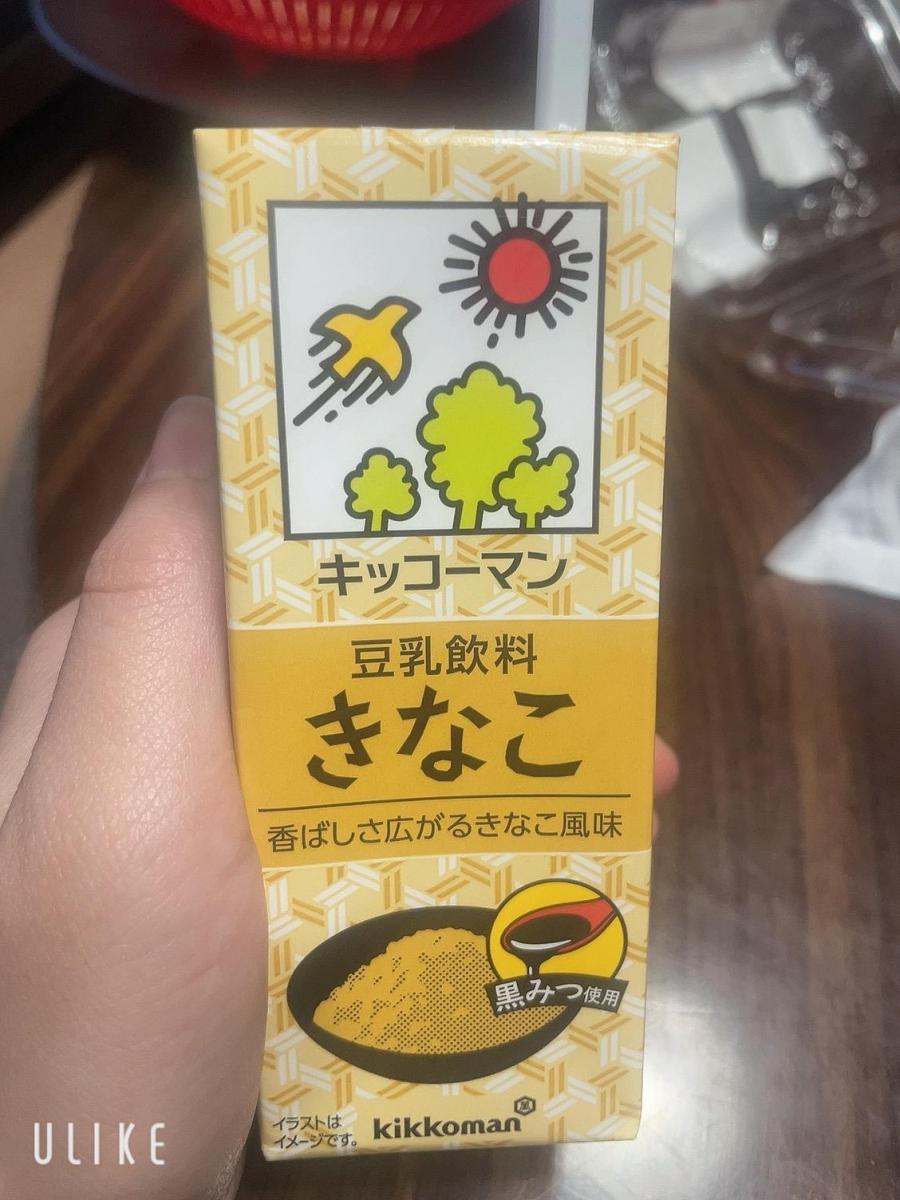 キッコーマン
豆乳飲料
きなこ
香ばしさ広がるきなこ風味
黒みつ使用
イラストは
イメージです。
kikkoman
ULIKE